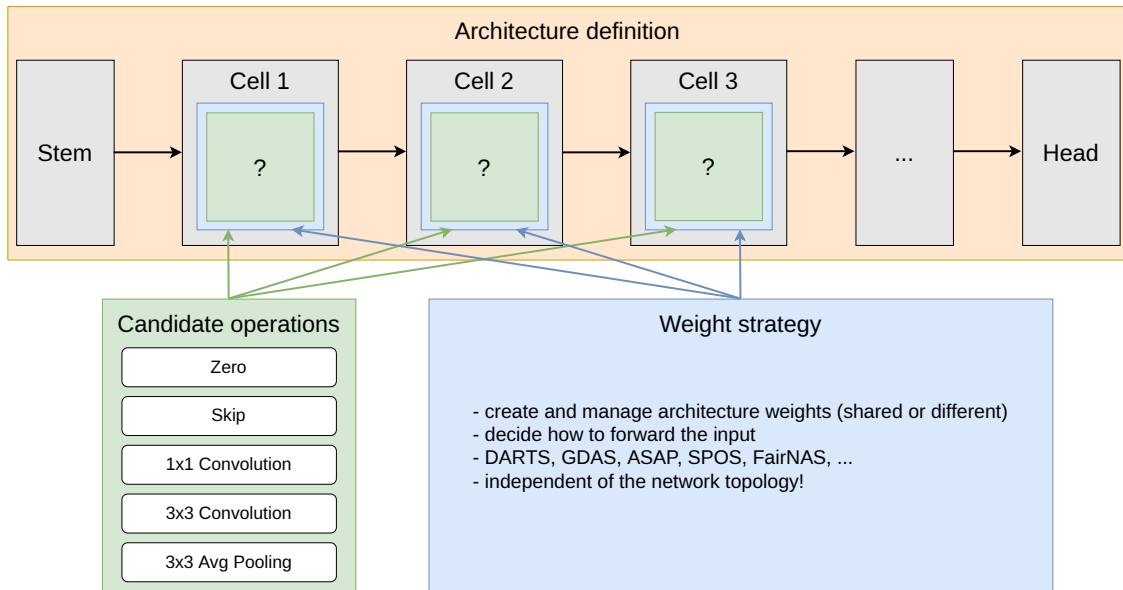 Architecture definition
Cell 1
Cell 2
Cell 3
Stem
?
?
?
...
Head
Candidate operations
Zero
Skip
1x1 Convolution
3x3 Convolution
3x3 Avg Pooling
Weight strategy
- create and manage architecture weights (shared or different)
- decide how to forward the input
- DARTS, GDAS, ASAP, SPOS, FairNAS, ...
- independent of the network topology!